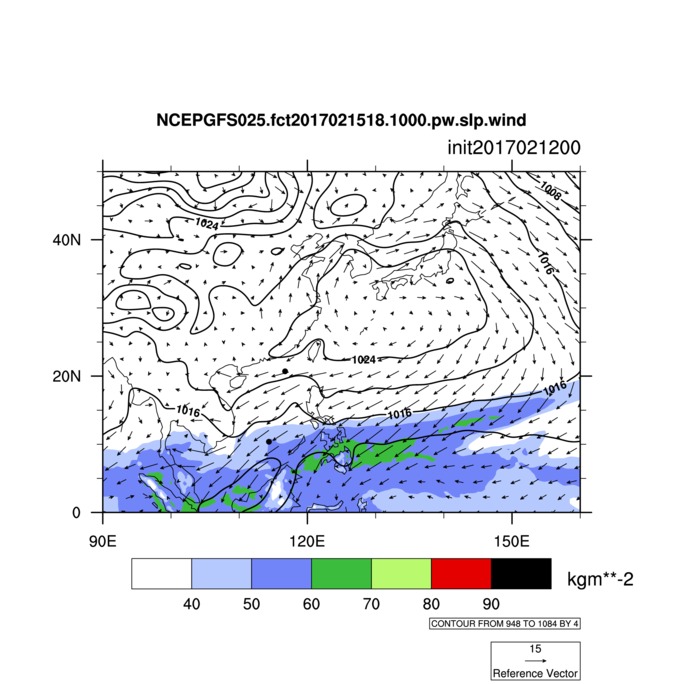 NCEPGFS025.fct2017021518.1000.pw.slp.wind
init2017021200
1008
1024
40N
1016
1024
20N
1016
1016
1016
0
90E 120E 150E
kgm**-2
40 50 60 70 80 90
CONTOUR FROM 948 TO 1084 BY 4
15
Reference Vector